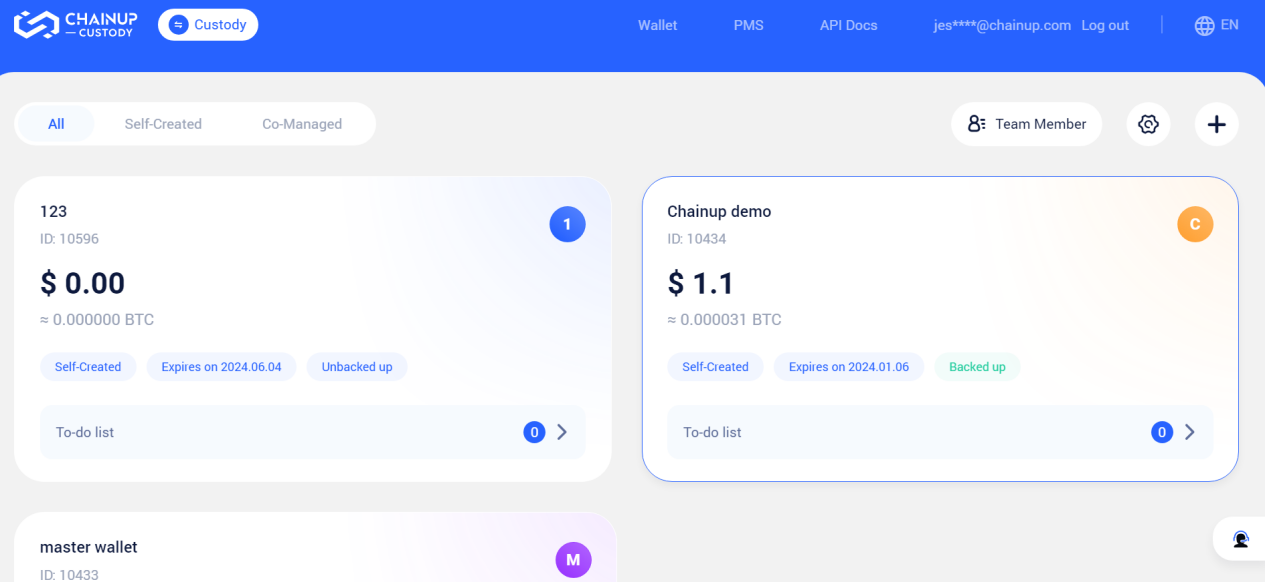 CHAINUP
CUSTODY
Custody
Wallet PMS API Docs jes****@chainup.com Log out EN
All Self-Created Co-Managed Team Member
123
ID: 10596
1
$ 0.00
≈ 0.000000 BTC
Self-Created Expires on 2024.06.04 Unbacked up
To-do list 0
Chainup demo
ID: 10434
C
$ 1.1
≈ 0.000031 BTC
Self-Created Expires on 2024.01.06 Backed up
To-do list 0
master wallet
ID: 10433
M